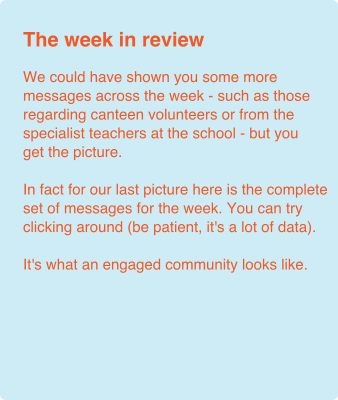 The week in review
We could have shown you some more
messages across the week - such as those
regarding canteen volunteers or from the
specialist teachers at the school - but you
get the picture.
In fact for our last picture here is the complete
set of messages for the week. You can try
clicking around (be patient, it's a lot of data).
It's what an engaged community looks like.